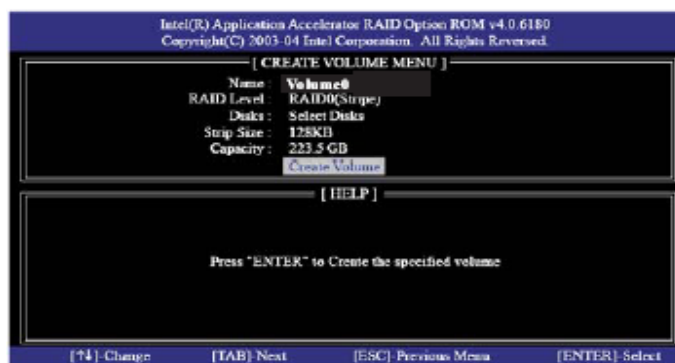 Intel(R) Application Accelerator RAID Option ROM v4.0.6180
Copyright(C) 2003-04 Intel Corporation. All Rights Reversed.
[ CREATE VOLUME MENU ]
Name : Volume0
RAID Level : RAID0(Stripe)
Disks : Select Disks
Strip Size : 128KB
Capacity : 223.5 GB
Create Volume
[ HELP ]
Press "ENTER" to Create the specified volume
[↑↓]-Change [TAB]-Next [ESC]-Previous Menu [ENTER]-Select